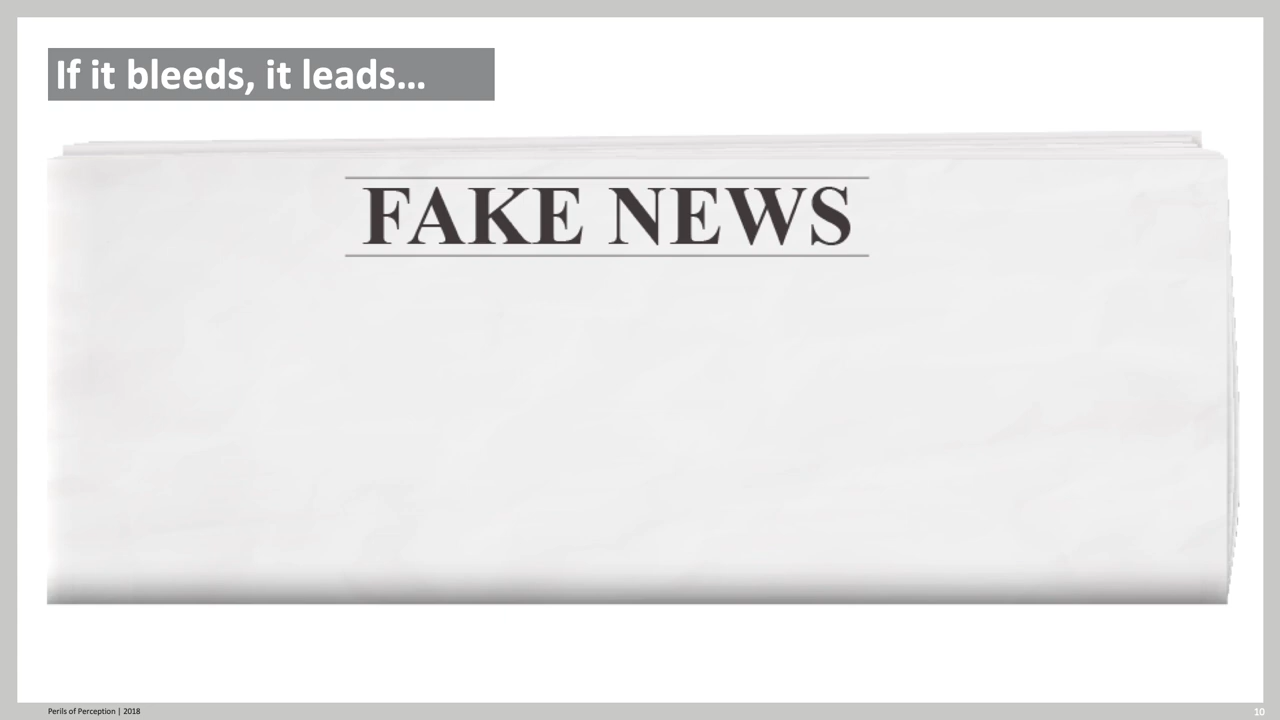 If it bleeds, it leads…
FAKE NEWS
Perils of Perception | 2018
10